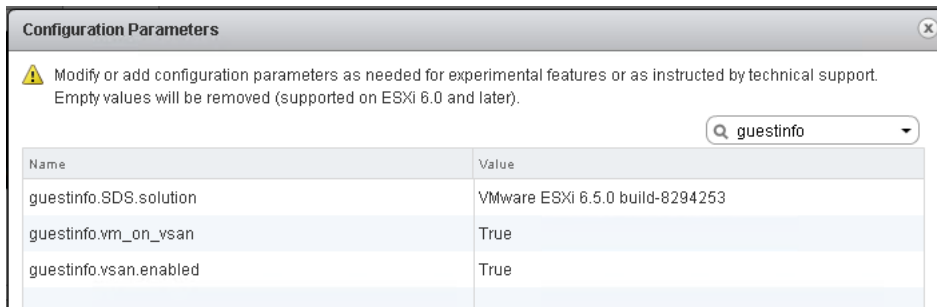 Configuration Parameters
Modify or add configuration parameters as needed for experimental features or as instructed by technical support.
Empty values will be removed (supported on ESXi 6.0 and later).
guestinfo
Name Value
guestinfo.SDS.solution VMware ESXi 6.5.0 build-8294253
guestinfo.vm_on_vsan True
guestinfo.vsan.enabled True